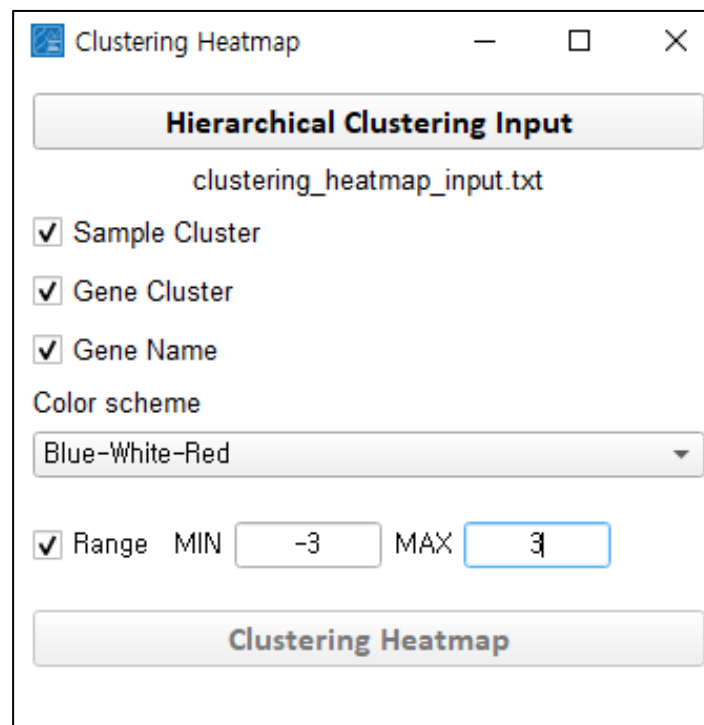 Clustering Heatmap
Hierarchical Clustering Input
clustering_heatmap_input.txt
Sample Cluster
Gene Cluster
Gene Name
Color scheme
Blue-White-Red
Range MIN -3 MAX 3
Clustering Heatmap